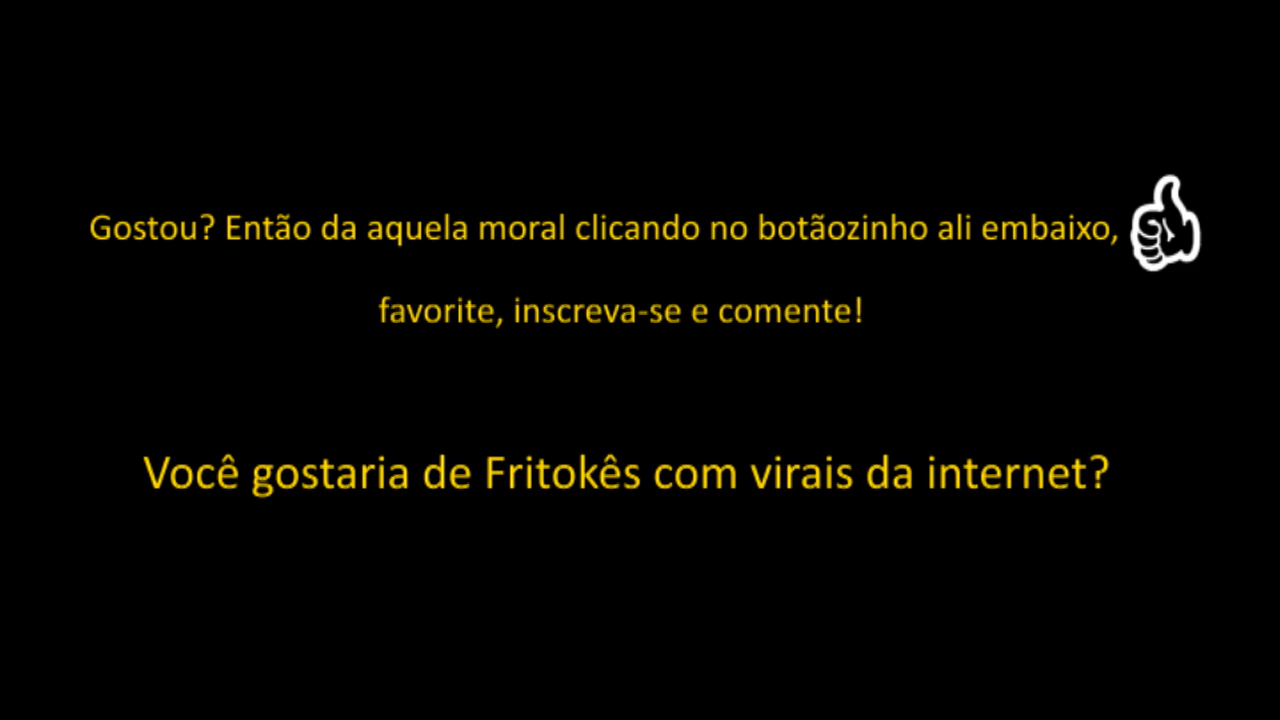 Gostou? Então da aquela moral clicando no botãozinho ali embaixo,
favorite, inscreva-se e comente!
Você gostaria de Fritokês com virais da internet?